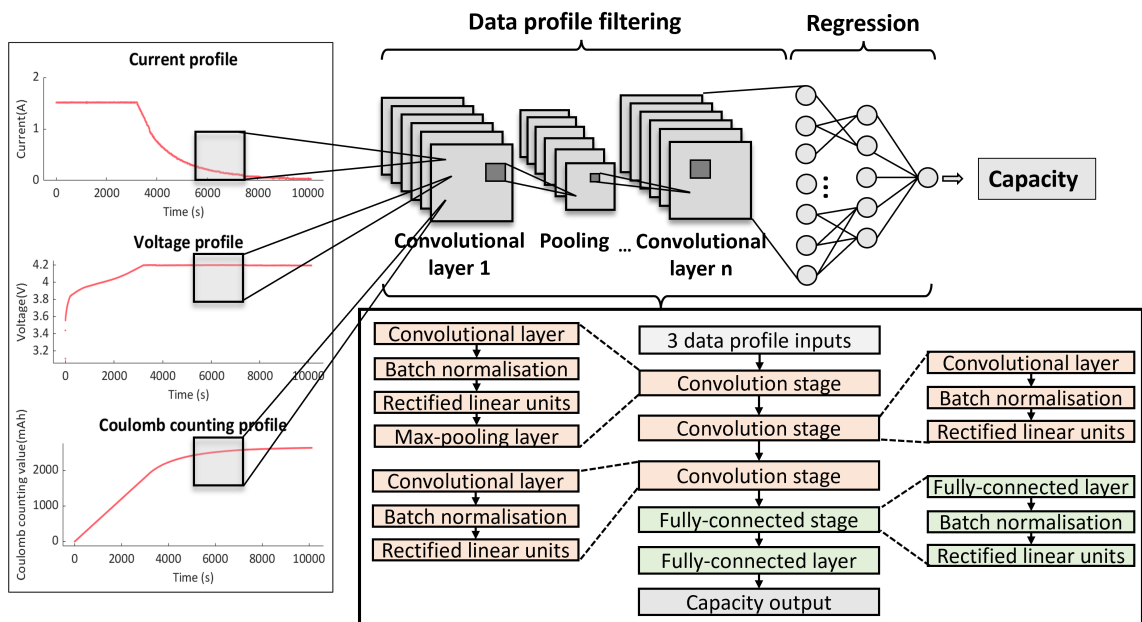 Data profile filtering
Regression
Current profile
Current(A)
2
1
0
0 2000 4000 6000 8000 10000
Time (s)
Voltage profile
Voltage(V)
4.2
4
3.8
3.6
3.4
3.2
0 2000 4000 6000 8000 10000
Time (s)
Coulomb counting profile
Coulomb counting value(mAh)
2000
1000
0
0 2000 4000 6000 8000 10000
Time (s)
Convolutional
layer 1
Pooling
...
Convolutional
layer n
Capacity
Convolutional layer
Batch normalisation
Rectified linear units
Max-pooling layer
Convolutional layer
Batch normalisation
Rectified linear units
3 data profile inputs
Convolution stage
Convolution stage
Convolution stage
Fully-connected stage
Fully-connected layer
Capacity output
Convolutional layer
Batch normalisation
Rectified linear units
Fully-connected layer
Batch normalisation
Rectified linear units